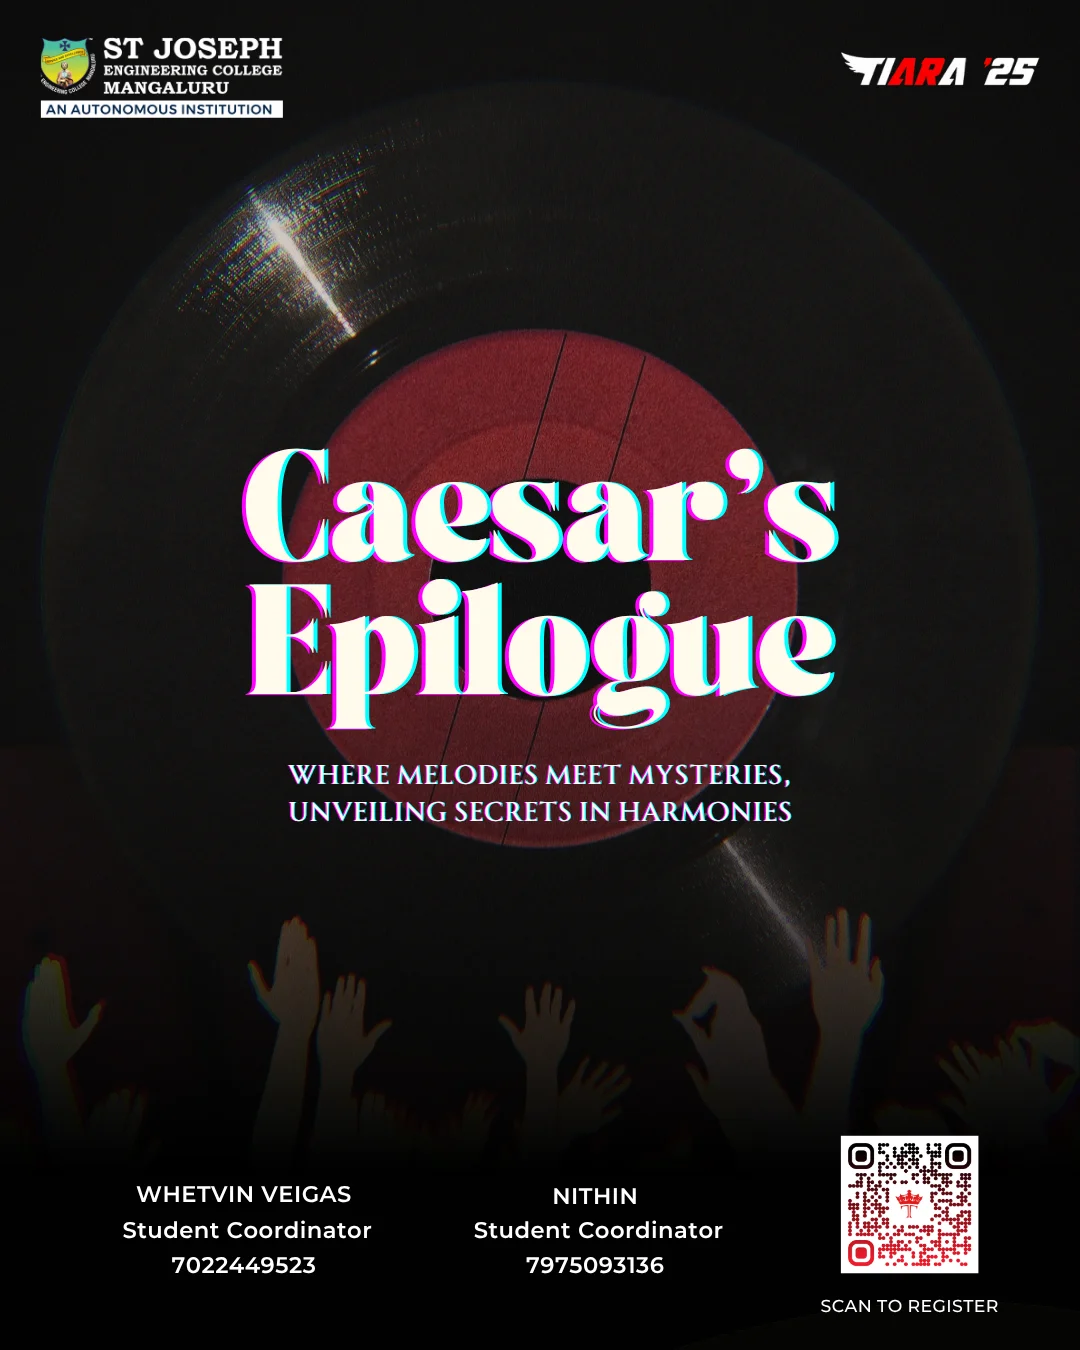 ST JOSEPH
ENGINEERING COLLEGE
MANGALURU
AN AUTONOMOUS INSTITUTION
TIARA '25
Caesar's
Epilogue
WHERE MELODIES MEET MYSTERIES,
UNVEILING SECRETS IN HARMONIES
WHETVIN VEIGAS
Student Coordinator
7022449523
NITHIN
Student Coordinator
7975093136
SCAN TO REGISTER